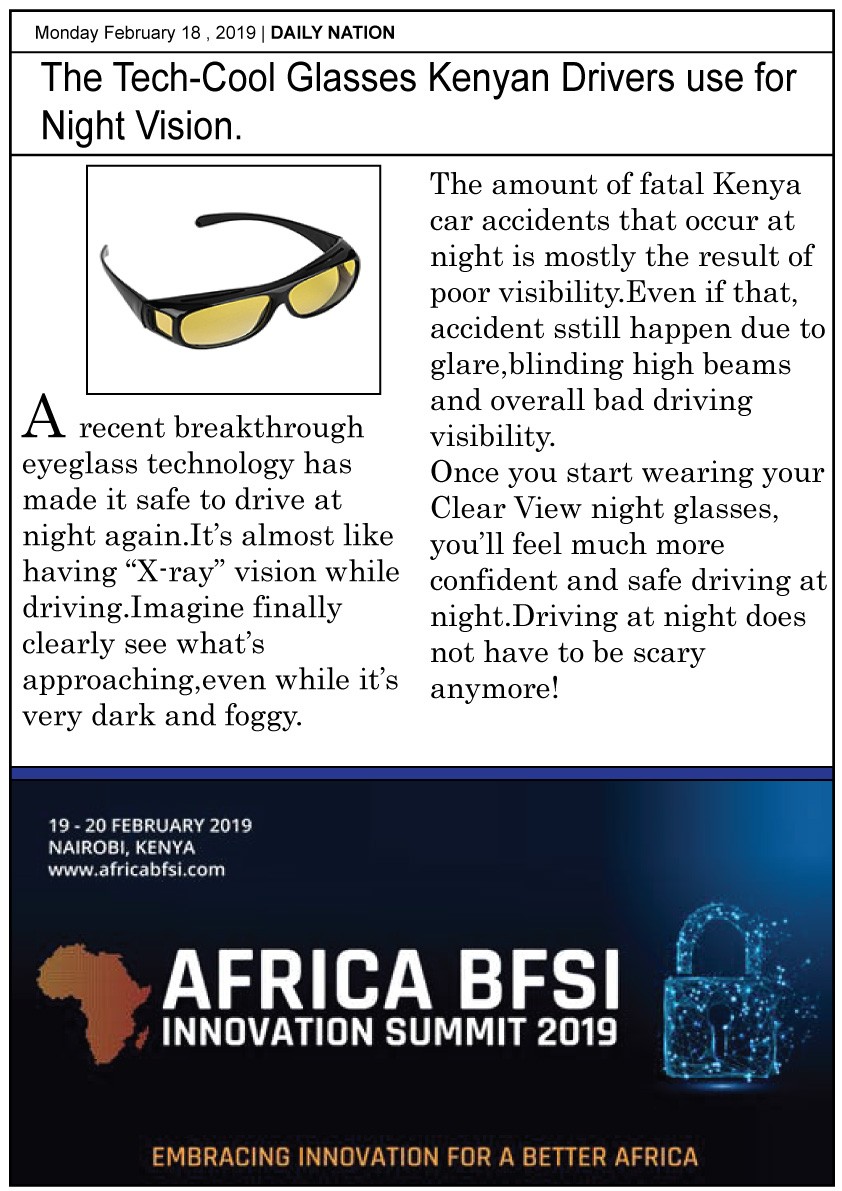 Monday February 18 , 2019 | DAILY NATION
The Tech-Cool Glasses Kenyan Drivers use for
Night Vision.
A recent breakthrough
eyeglass technology has
made it safe to drive at
night again.It’s almost like
having “X-ray” vision while
driving.Imagine finally
clearly see what’s
approaching,even while it’s
very dark and foggy.
The amount of fatal Kenya
car accidents that occur at
night is mostly the result of
poor visibility.Even if that,
accident sstill happen due to
glare,blinding high beams
and overall bad driving
visibility.
Once you start wearing your
Clear View night glasses,
you’ll feel much more
confident and safe driving at
night.Driving at night does
not have to be scary
anymore!
19 - 20 FEBRUARY 2019
NAIROBI, KENYA
www.africabfsi.com
AFRICA BFSI
INNOVATION SUMMIT 2019
EMBRACING INNOVATION FOR A BETTER AFRICA